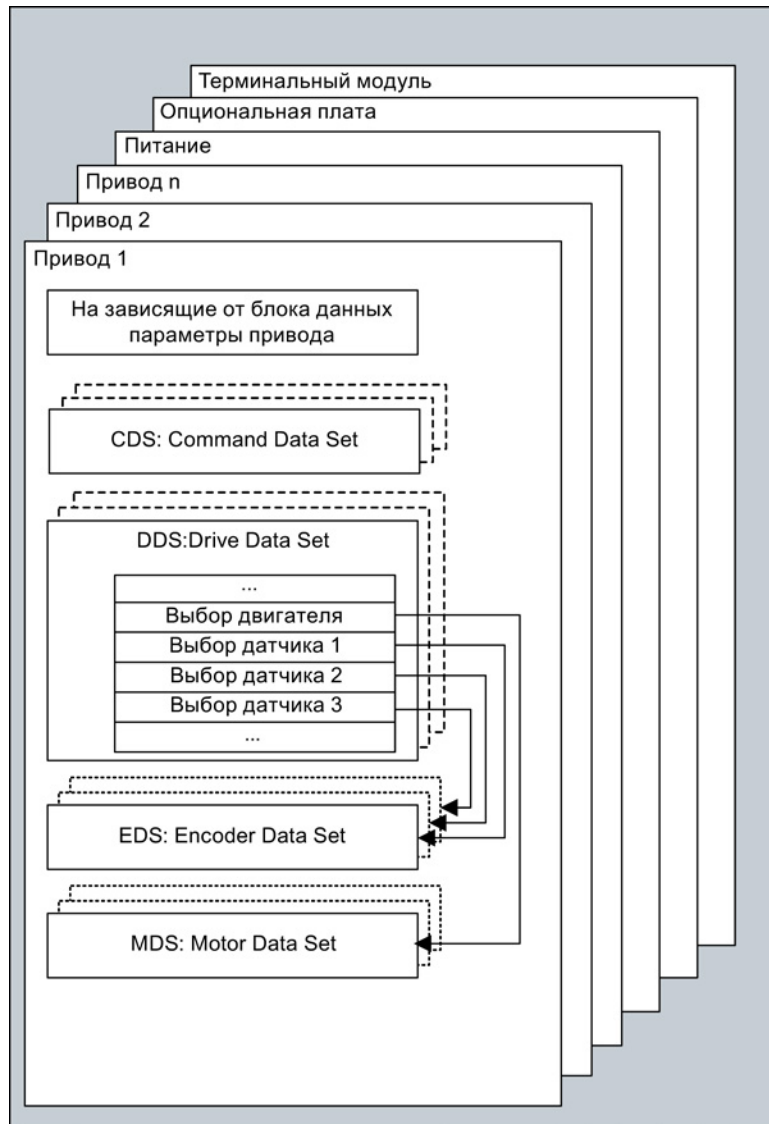 Терминальный модуль
Опциональная плата
Питание
Привод n
Привод 2
Привод 1
На зависящие от блока данных
параметры привода
CDS: Command Data Set
DDS:Drive Data Set
...
Выбор двигателя
Выбор датчика 1
Выбор датчика 2
Выбор датчика 3
...
EDS: Encoder Data Set
MDS: Motor Data Set